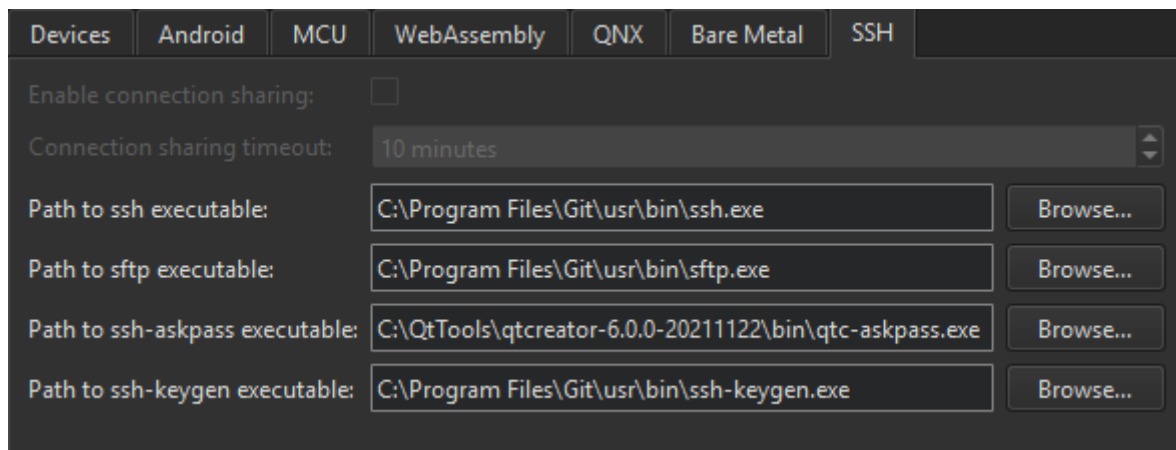 Devices Android MCU WebAssembly QNX Bare Metal SSH
Enable connection sharing:
Connection sharing timeout: 10 minutes
Path to ssh executable: C:\Program Files\Git\usr\bin\ssh.exe Browse...
Path to sftp executable: C:\Program Files\Git\usr\bin\sftp.exe Browse...
Path to ssh-askpass executable: C:\QtTools\qtcreator-6.0.0-20211122\bin\qtc-askpass.exe Browse...
Path to ssh-keygen executable: C:\Program Files\Git\usr\bin\ssh-keygen.exe Browse...